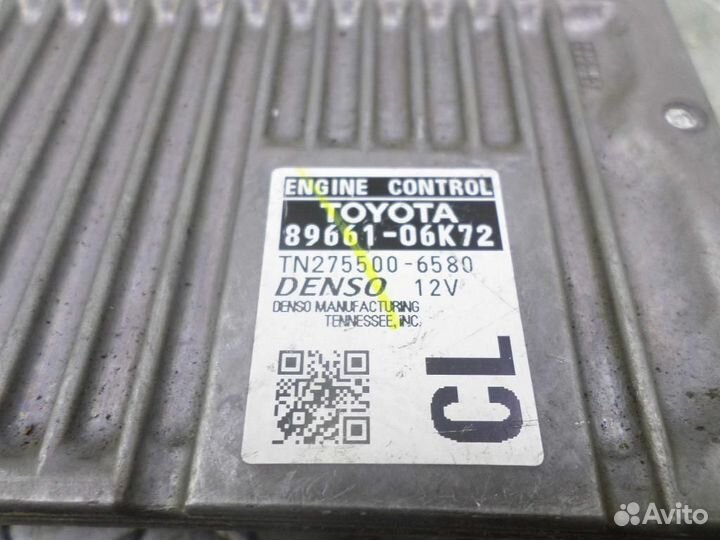 ENGINE CONTROL
TOYOTA
89661-06K72
TN275500-6580
DENSO 12V
DENSO MANUFACTURING
TENNESSEE, INC.
CL
Avito